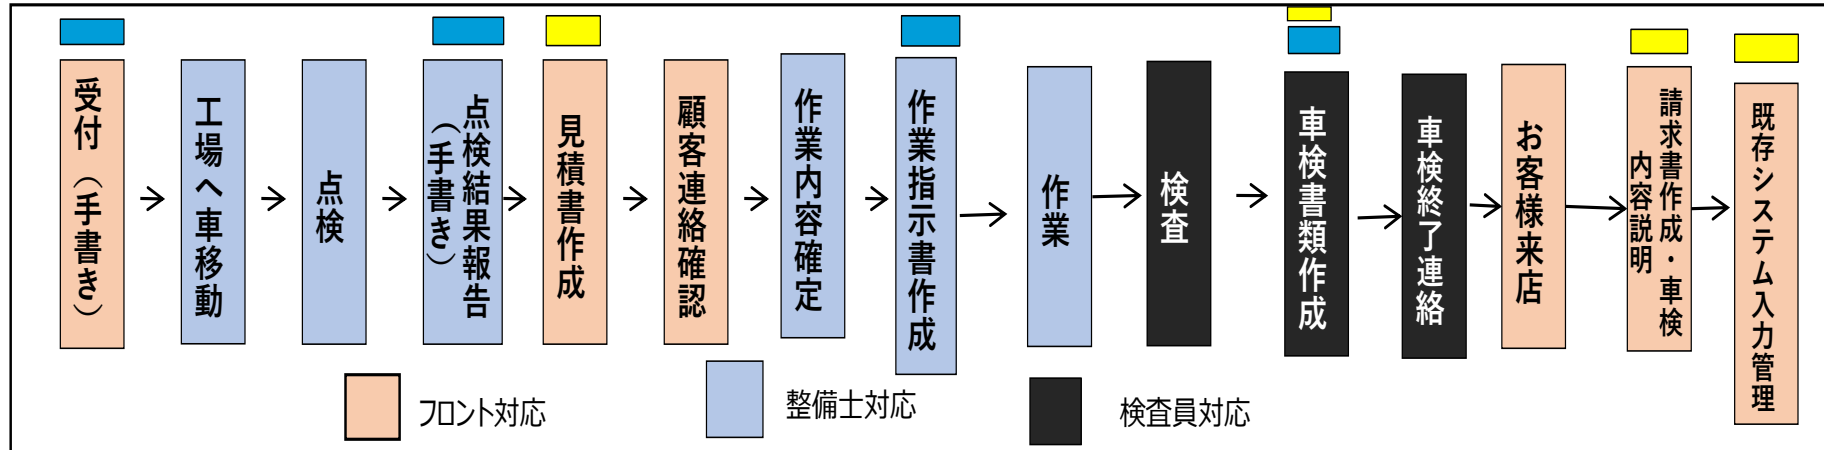 受付（手書き）
工場へ車移動
点検
点検結果報告
（手書き）
見積書作成
顧客連絡確認
作業内容確定
作業指示書作成
作業
検査
車検書類作成
車検終了連絡
お客様来店
請求書作成・車検
内容説明
既存システム入力管理
フロント対応
整備士対応
検査員対応